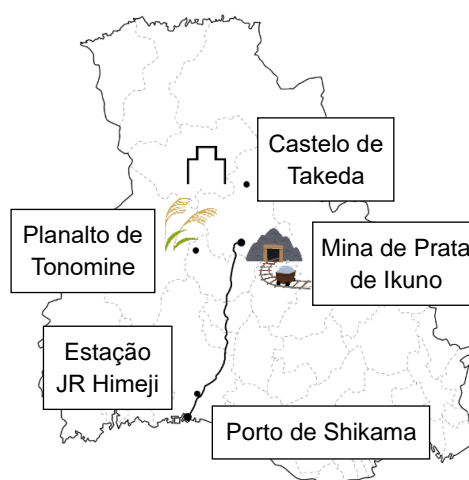 Castelo de
Takeda
Planalto de
Tonomine
Mina de Prata
de Ikuno
Estação
JR Himeji
Porto de Shikama